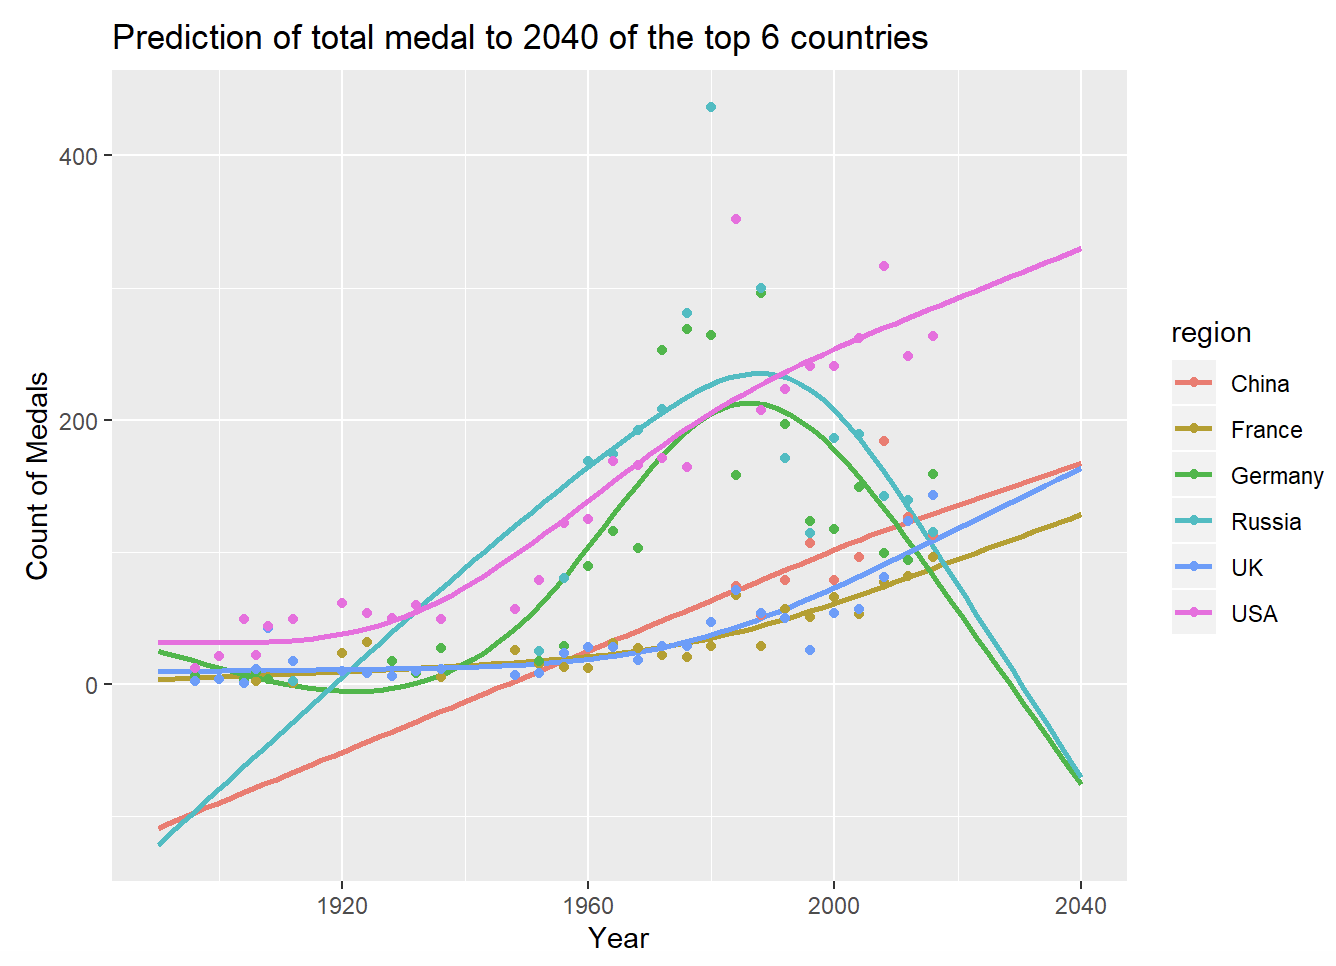 Prediction of total medal to 2040 of the top 6 countries
Count of Medals
400
200
0
1920
1960
2000
2040
Year
region
China
France
Germany
Russia
UK
USA